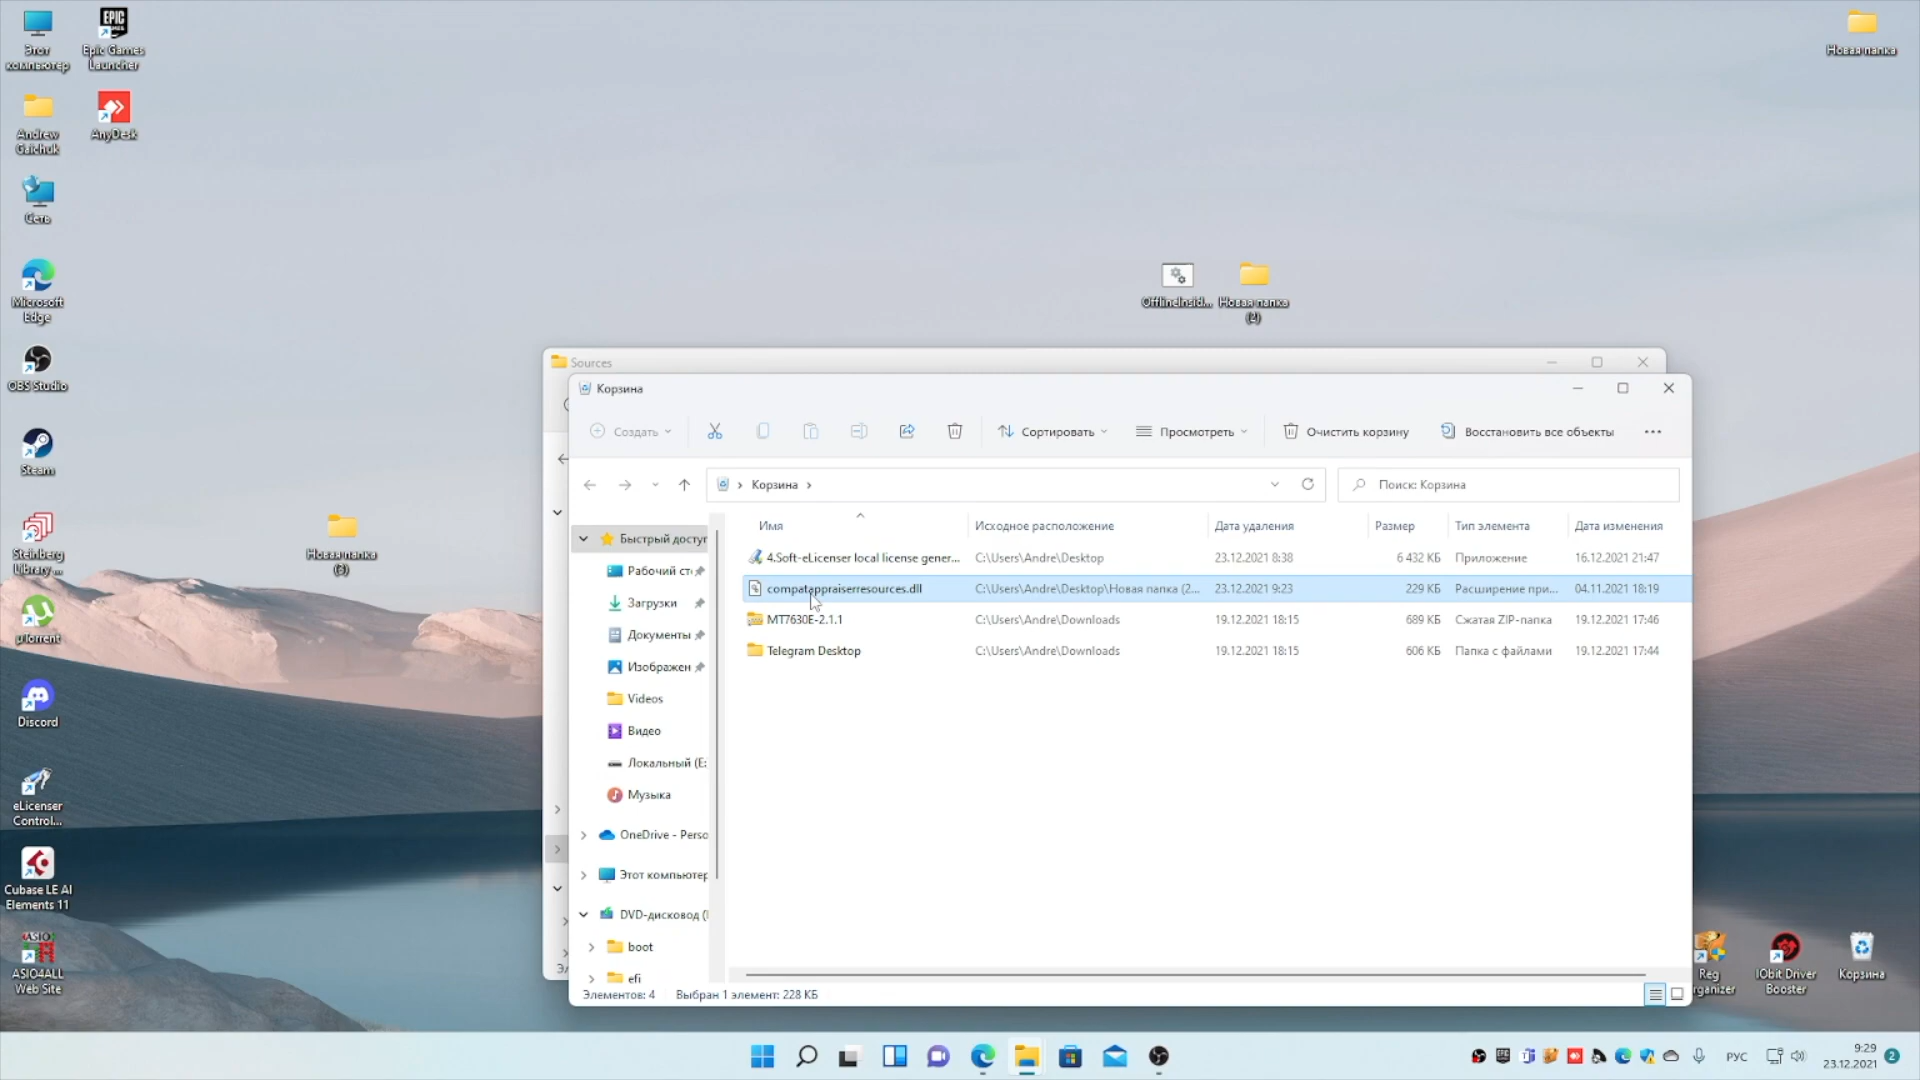 Этот
компьютер
Epic Games
Launcher
Новая папка
Andrew
Gaichuk
AnyDesk
Сеть
Microsoft
Edge
OfflineInsid...
Новая папка
(2)
OBS Studio
Sources
Корзина
Создать
Сортировать
Просмотреть
Очистить корзину
Восстановить все объекты
Steam
Корзина
Поиск: Корзина
Имя
Исходное расположение
Дата удаления
Размер
Тип элемента
Дата изменения
Steinberg
Library ...
Новая папка
(3)
Быстрый доступ
4.Soft-eLicenser local license gener...
C:\Users\Andre\Desktop
23.12.2021 8:38
6 432 КБ
Приложение
16.12.2021 21:47
Рабочий сто
compatappraiserresources.dll
C:\Users\Andre\Desktop\Новая папка (2...
23.12.2021 9:23
229 КБ
Расширение при...
04.11.2021 18:19
Загрузки
MT7630E-2.1.1
C:\Users\Andre\Downloads
19.12.2021 18:15
689 КБ
Сжатая ZIP-папка
19.12.2021 17:46
µTorrent
Документы
Telegram Desktop
C:\Users\Andre\Downloads
19.12.2021 18:15
606 КБ
Папка с файлами
19.12.2021 17:44
Изображен
Videos
Discord
Видео
Локальный (E:
Музыка
eLicenser
Control...
OneDrive - Perso
Этот компьютер
Cubase LE AI
Elements 11
DVD-дисковод (
boot
efi
ASIO4ALL
Web Site
Reg
rganizer
IObit Driver
Booster
Корзина
Эл
Элементов: 4
Выбран 1 элемент: 228 КБ
РУС
9:29
23.12.2021
2